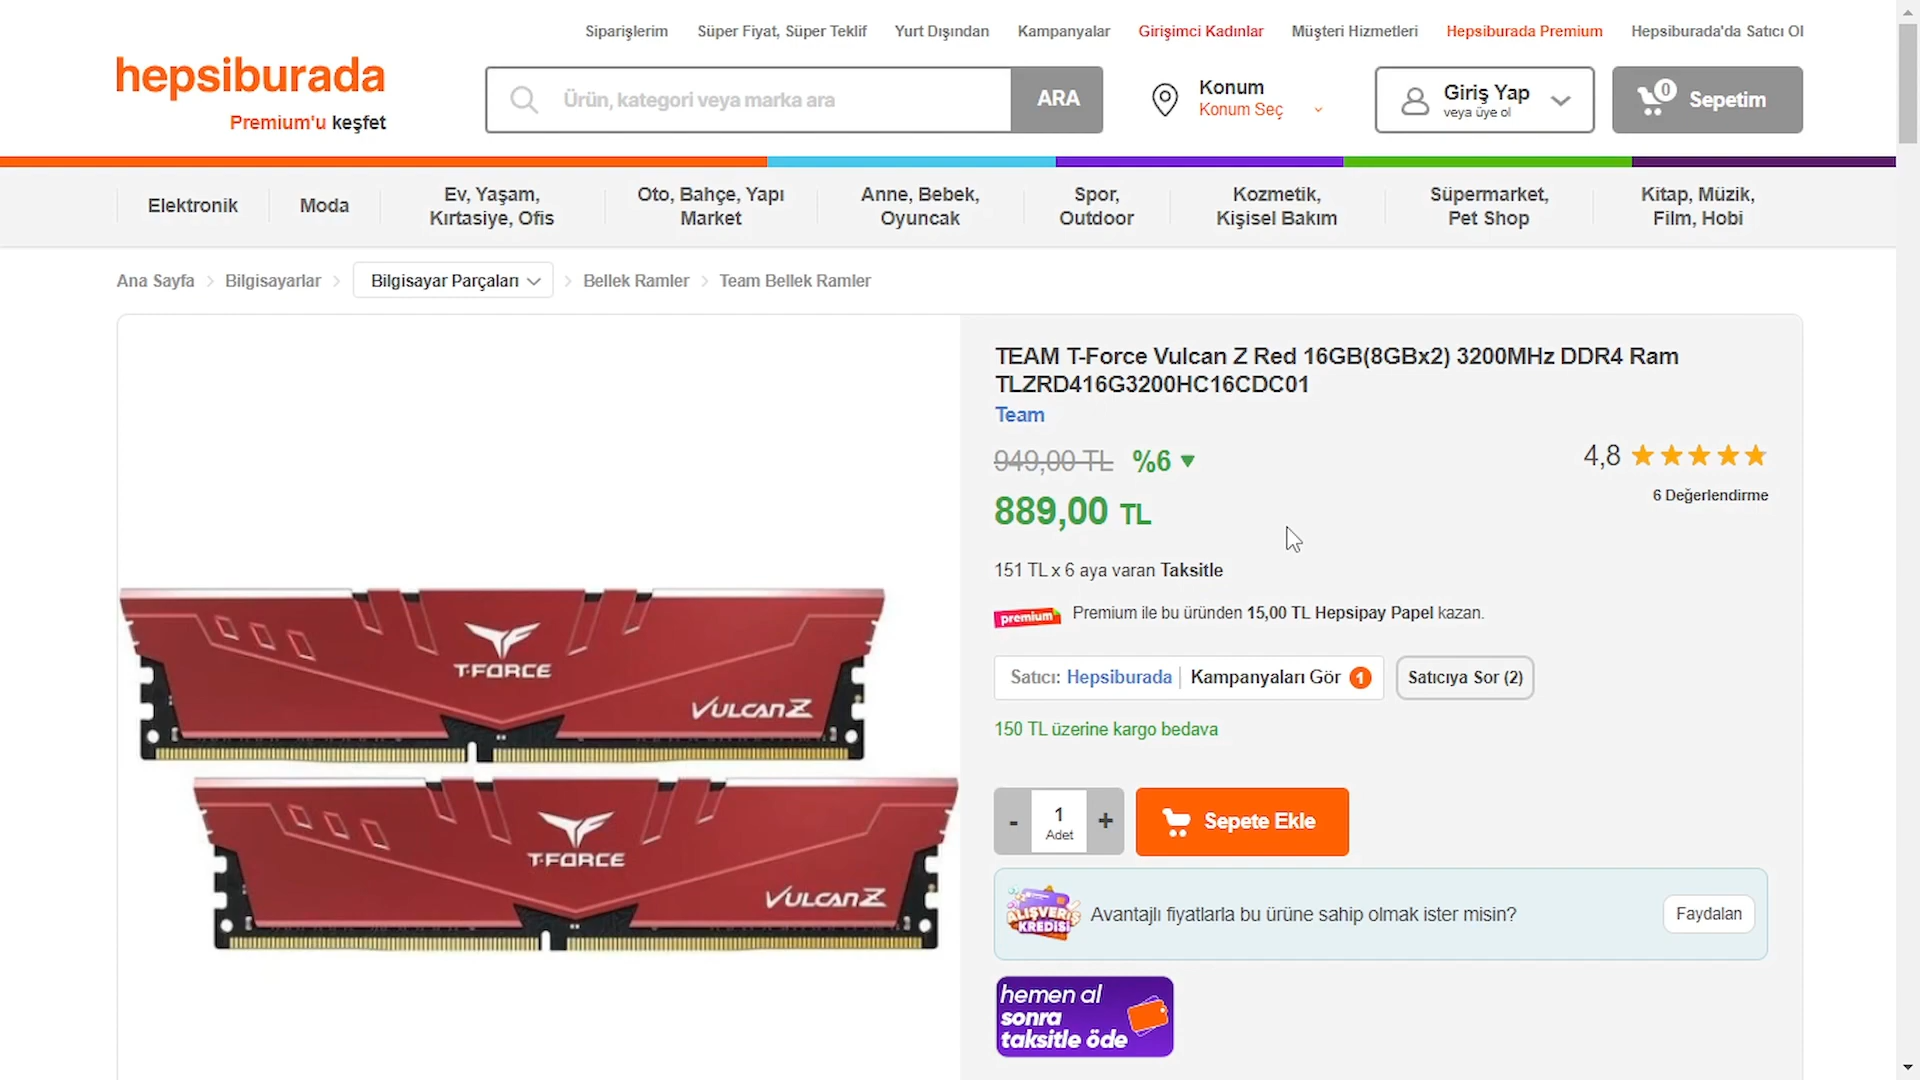 Siparişlerim Süper Fiyat, Süper Teklif Yurt Dışından Kampanyalar Girişimci Kadınlar Müşteri Hizmetleri Hepsiburada Premium Hepsiburada'da Satıcı Ol
hepsiburada
Premium'u keşfet
Ürün, kategori veya marka ara
ARA
Konum
Konum Seç
Giriş Yap
veya üye ol
0
Sepetim
Elektronik
Moda
Ev, Yaşam,
Kırtasiye, Ofis
Oto, Bahçe, Yapı
Market
Anne, Bebek,
Oyuncak
Spor,
Outdoor
Kozmetik,
Kişisel Bakım
Süpermarket,
Pet Shop
Kitap, Müzik,
Film, Hobi
Ana Sayfa Bilgisayarlar Bilgisayar Parçaları Bellek Ramler Team Bellek Ramler
T-FORCE
VULCANZ
T-FORCE
VULCANZ
TEAM T-Force Vulcan Z Red 16GB(8GBx2) 3200MHz DDR4 Ram
TLZRD416G3200HC16CDC01
Team
949,00 TL %6
4,8
6 Değerlendirme
889,00 TL
151 TL x 6 aya varan Taksitle
premium Premium ile bu üründen 15,00 TL Hepsipay Papel kazan.
Satıcı: Hepsiburada Kampanyaları Gör 1 Satıcıya Sor (2)
150 TL üzerine kargo bedava
- 1 +
Adet
Sepete Ekle
ALIŞVERİŞ
KREDİSİ
Avantajlı fiyatlarla bu ürüne sahip olmak ister misin?
Faydalan
hemen al
sonra
taksitle öde